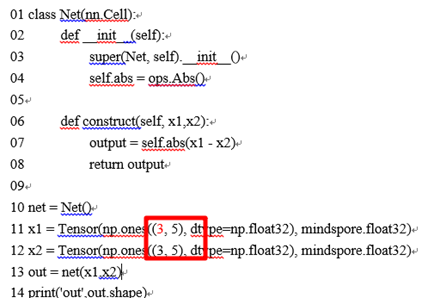 01 class Net(nn.Cell):
02 def __init__(self):
03 super(Net, self).__init__()
04 self.abs = ops.Abs()
05
06 def construct(self, x1,x2):
07 output = self.abs(x1 - x2)
08 return output
09
10 net = Net()
11 x1 = Tensor(np.ones((3, 5), dtype=np.float32), mindspore.float32)
12 x2 = Tensor(np.ones((3, 5), dtype=np.float32), mindspore.float32)
13 out = net(x1,x2)
14 print('out',out.shape)